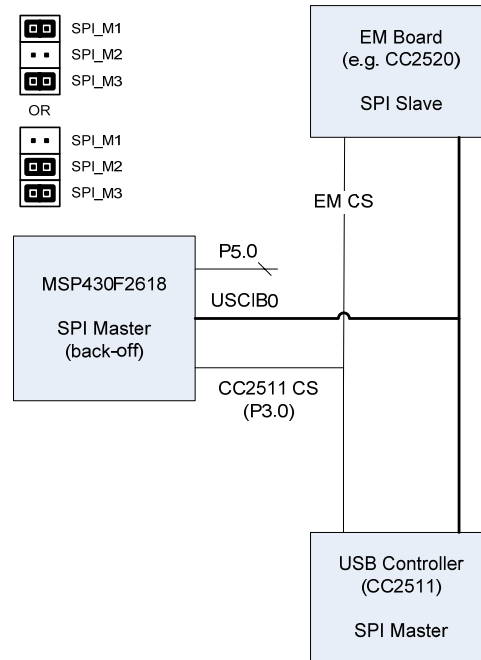 SPI_M1
SPI_M2
SPI_M3
OR
SPI_M1
SPI_M2
SPI_M3
EM Board
(e.g. CC2520)
SPI Slave
EM CS
P5.0
MSP430F2618
USCIB0
SPI Master
(back-off)
CC2511 CS
(P3.0)
USB Controller
(CC2511)
SPI Master